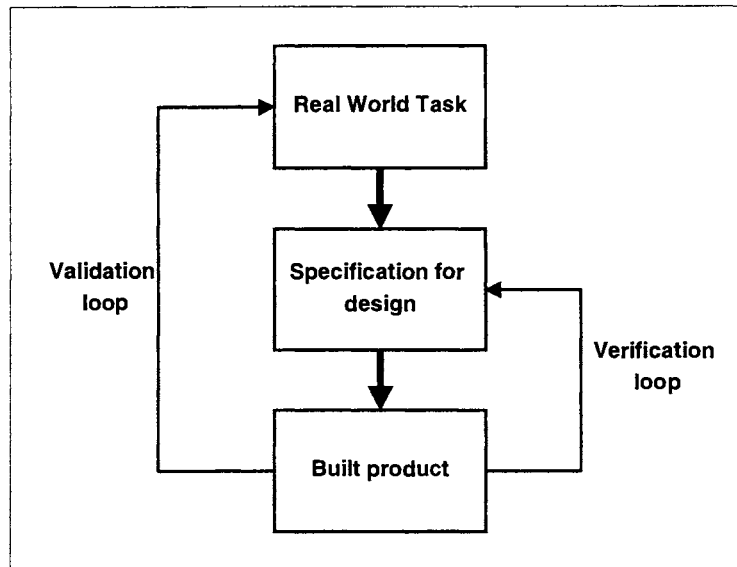 Real World Task
Validation
loop
Specification for
design
Verification
loop
Built product